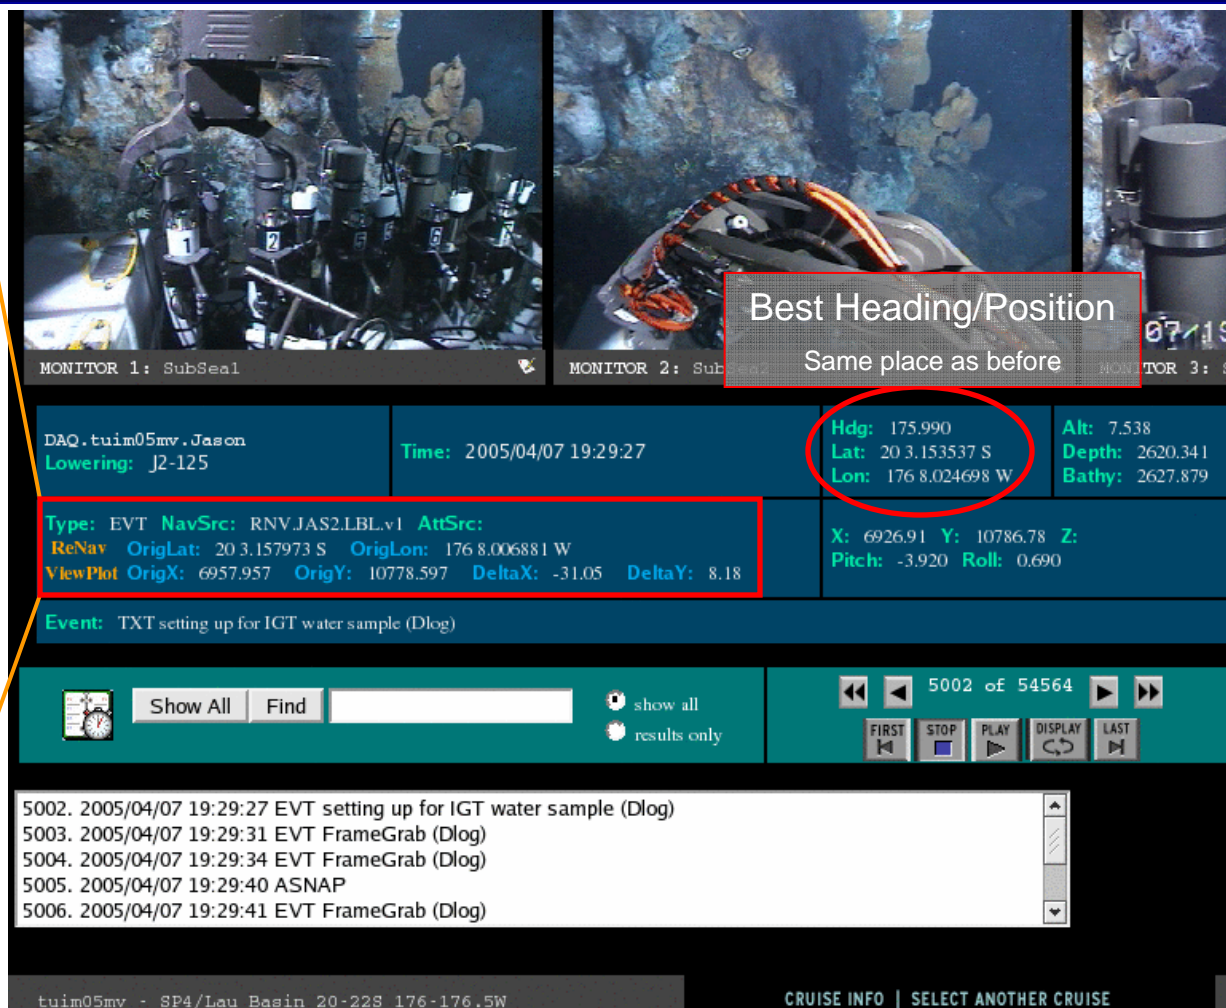 1 2 5 6 7
Best Heading/Position
Same place as before
MONITOR 1: SubSea1
MONITOR 2:
Hdg: 175.990
Lat: 20 3.153537 S
Lon: 176 8.024698 W
Alt: 7.538
Depth: 2620.341
Bathy: 2627.879
DAQ.tuim05mv.Jason
Lowering: J2-125
Time: 2005/04/07 19:29:27
Type: EVT NavSrc: RNV.JAS2.LBL.v1 AttSrc:
ReNav OrigLat: 20 3.157973 S OrigLon: 176 8.006881 W
ViewPlot OrigX: 6957.957 OrigY: 10778.597 DeltaX: -31.05 DeltaY: 8.18
X: 6926.91 Y: 10786.78 Z:
Pitch: -3.920 Roll: 0.690
Event: TXT setting up for IGT water sample (Dlog)
Show All Find
show all
results only
5002 of 54564
FIRST STOP PLAY DISPLAY LAST
5002. 2005/04/07 19:29:27 EVT setting up for IGT water sample (Dlog)
5003. 2005/04/07 19:29:31 EVT FrameGrab (Dlog)
5004. 2005/04/07 19:29:34 EVT FrameGrab (Dlog)
5005. 2005/04/07 19:29:40 ASNAP
5006. 2005/04/07 19:29:41 EVT FrameGrab (Dlog)
tuim05mv - SP4/Lau Basin 20-22S 176-176.5W
CRUISE INFO | SELECT ANOTHER CRUISE